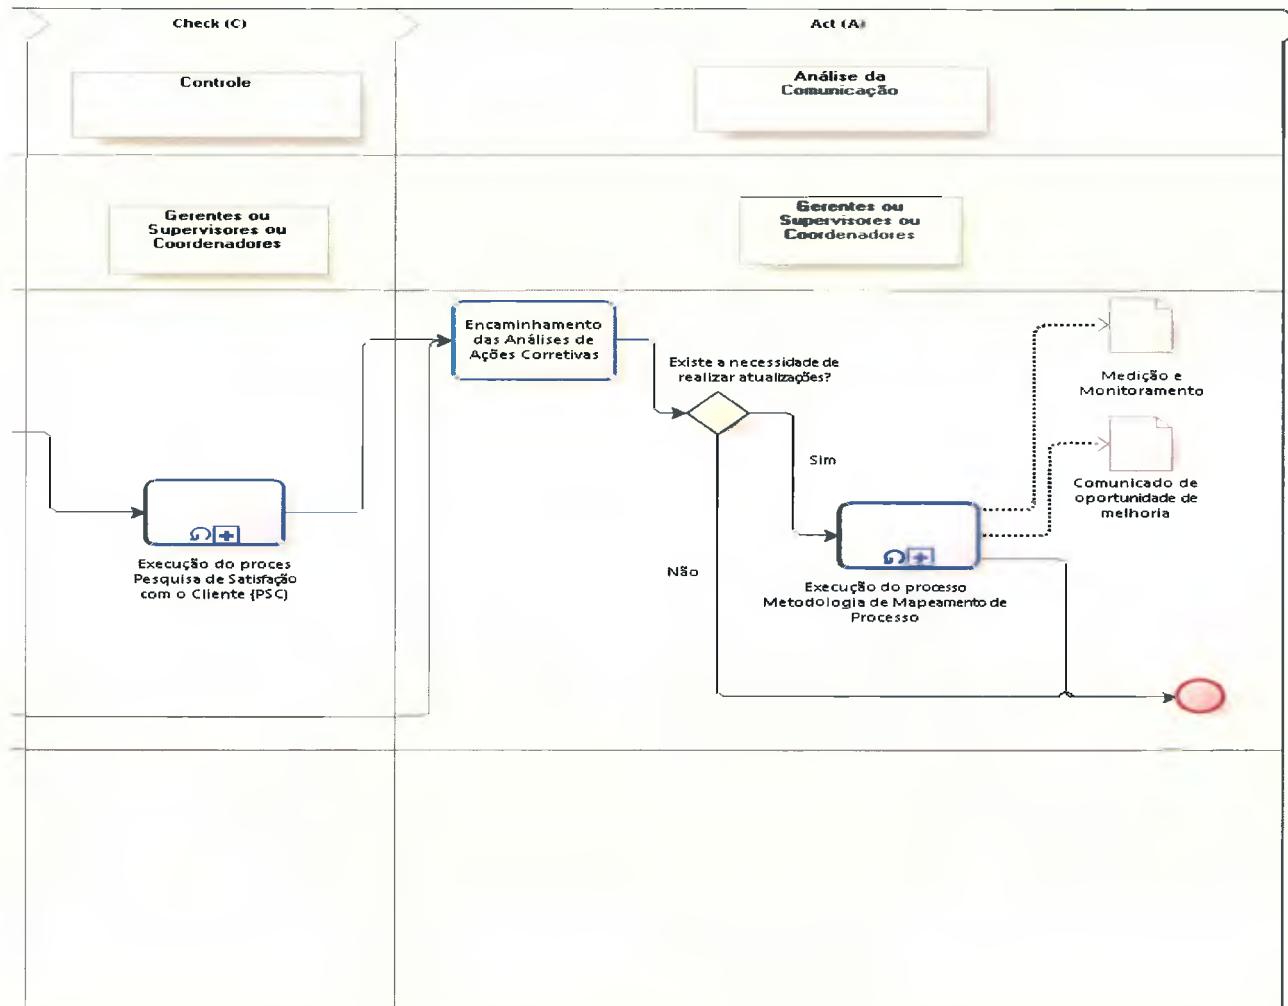 Check (C)
Act (A)
Controle
Análise da
Comunicação
Gerentes ou
Supervisores ou
Coordenadores
Gerentes ou
Supervisores ou
Coordenadores
Encaminhamento
das Análises de
Ações Corretivas
Existe a necessidade de
realizar atualizações?
Sim
Não
Medição e
Monitoramento
Comunicado de
oportunidade de
melhoria
Execução do proces
Pesquisa de Satisfação
com o Cliente (PSC)
Execução do processo
Metodologia de Mapeamento de
Processo